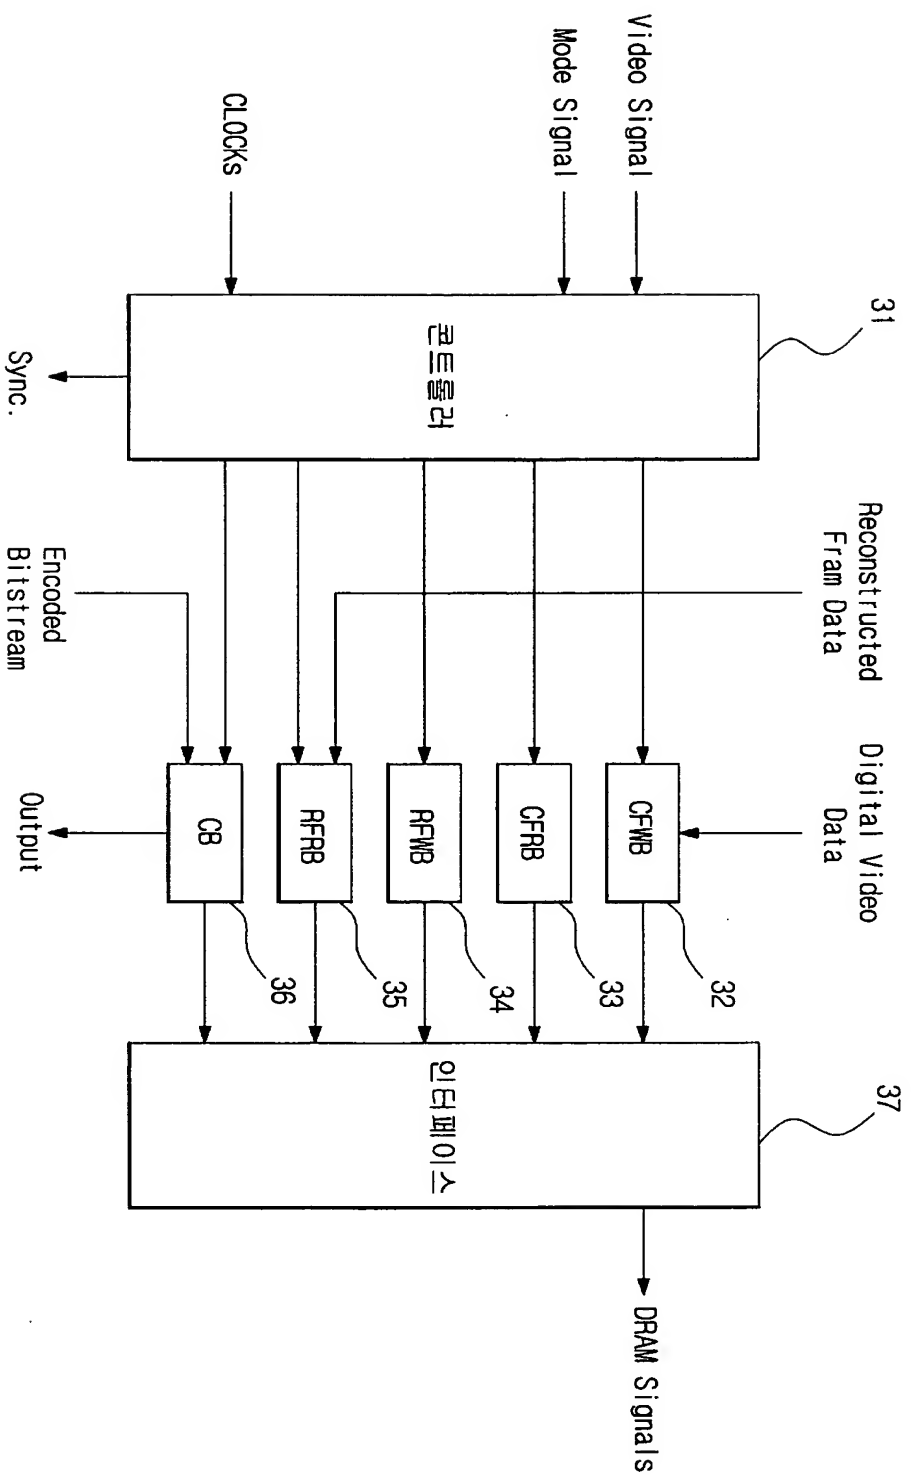 Video Signal
Mode Signal
CLOCKs
31
콘트롤러
Sync.
Reconstructed
Fram Data
Digital Video
Data
Encoded
Bitstream
CFWB
32
CFRB
33
RFWB
34
RFRB
35
CB
36
Output
37
인터페이스
DRAM Signals